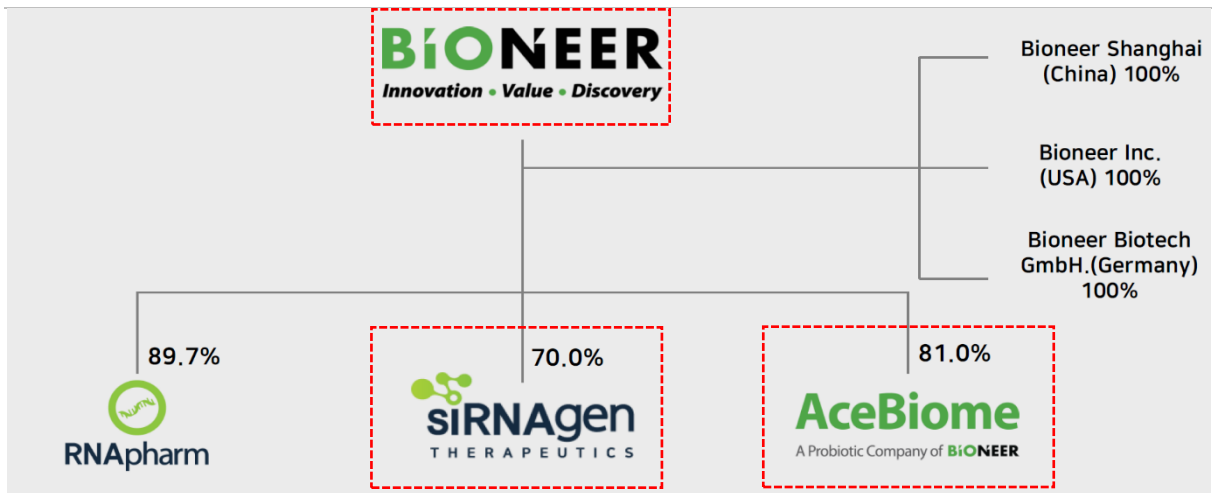 BIONEER
Innovation • Value • Discovery
Bioneer Shanghai
(China) 100%
Bioneer Inc.
(USA) 100%
Bioneer Biotech
GmbH.(Germany)
100%
89.7%
70.0%
81.0%
RNApharm
siRNAgen
THERAPEUTICS
AceBiome
A Probiotic Company of BIONEER